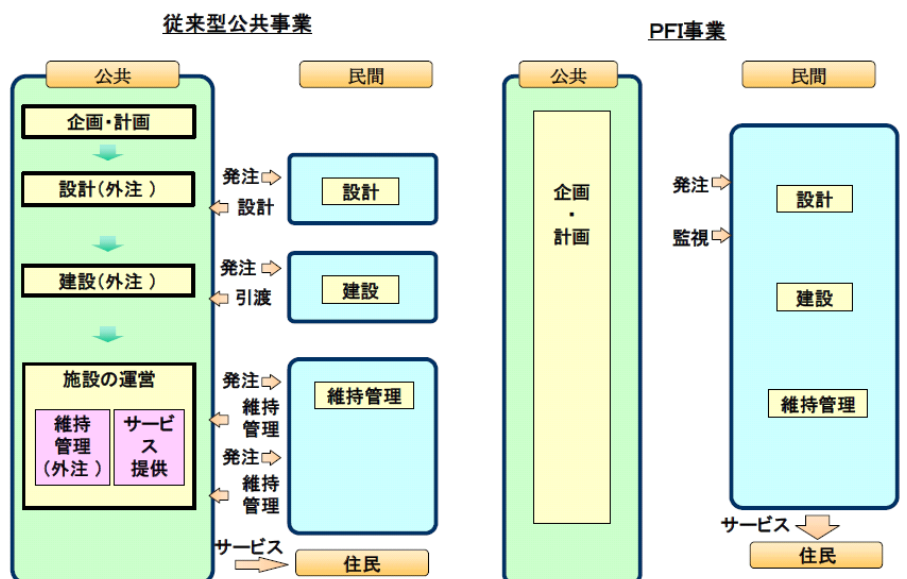 従来型公共事業
公共
民間
企画・計画
設計(外注 )
発注
設計
設計
建設(外注 )
発注
引渡
建設
施設の運営
維持
管理
(外注 )
サービ
ス
提供
発注
維持
管理
発注
維持
管理
維持管理
サービス
住民
PFI事業
公共
民間
企画
・
計画
発注
監視
設計
建設
維持管理
サービス
住民